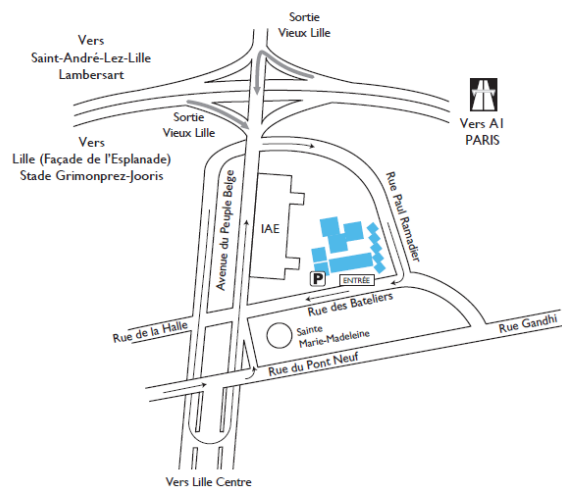 Sortie
Vieux Lille
Vers
Saint-André-Lez-Lille
Lambersart
Vers A1
PARIS
Sortie
Vieux Lille
Vers
Lille (Façade de l'Esplanade)
Stade Grimonprez-Jooris
Avenue du Peuple Belge
IAE
Rue Paul Ramadier
P
ENTRÉE
Rue des Bateliers
Rue de la Halle
Sainte
Marie-Madeleine
Rue Gandhi
Rue du Pont Neuf
Vers Lille Centre